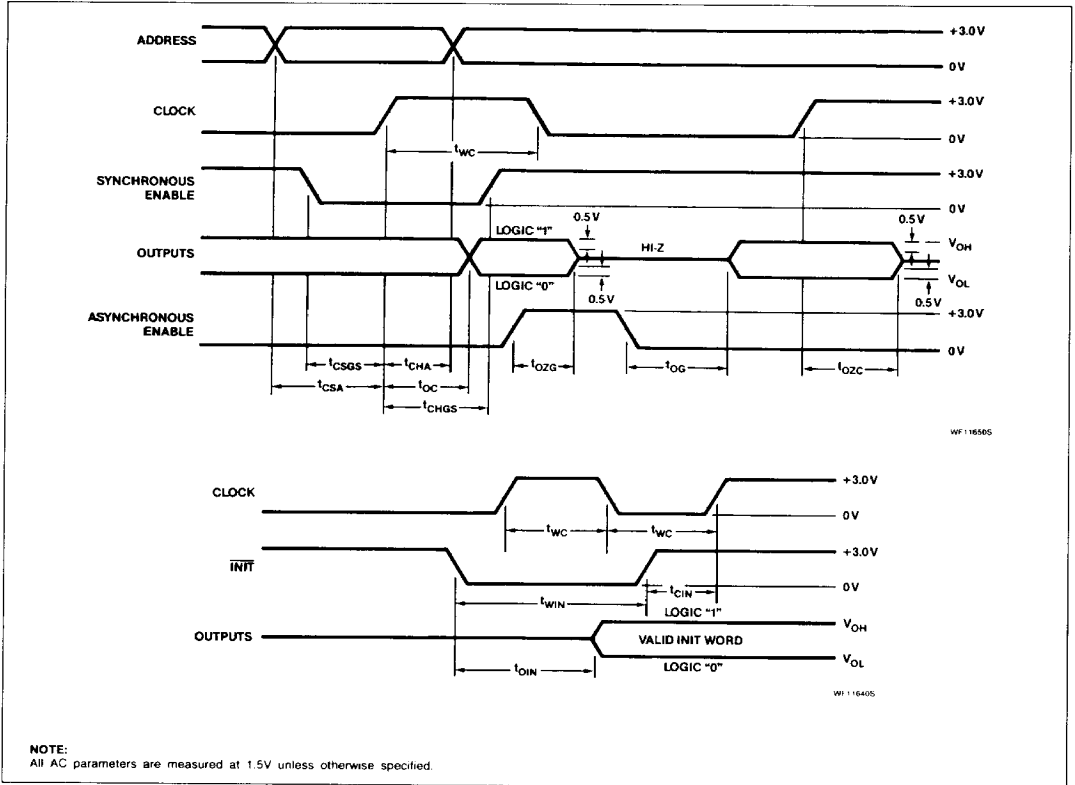 ADDRESS
+3.0V
0V
CLOCK
+3.0V
0V
tWC
SYNCHRONOUS
ENABLE
+3.0V
0V
OUTPUTS
LOGIC "1"
LOGIC "0"
0.5V
0.5V
HI-Z
0.5V
VOH
VOL
0.5V
ASYNCHRONOUS
ENABLE
+3.0V
0V
tCSGS
tCHA
tOZG
tOG
tOZC
tCSA
tOC
tCHGS
WF11650S
CLOCK
+3.0V
0V
tWC
tWC
INIT
+3.0V
0V
tWIN
tCIN
OUTPUTS
LOGIC "1"
VALID INIT WORD
LOGIC "0"
VOH
VOL
tOIN
WF11640S
NOTE:
All AC parameters are measured at 1.5V unless otherwise specified.